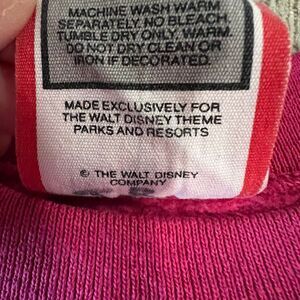 MACHINE WASH WARM
SEPARATELY. NO BLEACH.
TUMBLE DRY ONLY, WARM.
DO NOT DRY CLEAN OR
IRON IF DECORATED.
MADE EXCLUSIVELY FOR
THE WALT DISNEY THEME
PARKS AND RESORTS
© THE WALT DISNEY
COMPANY